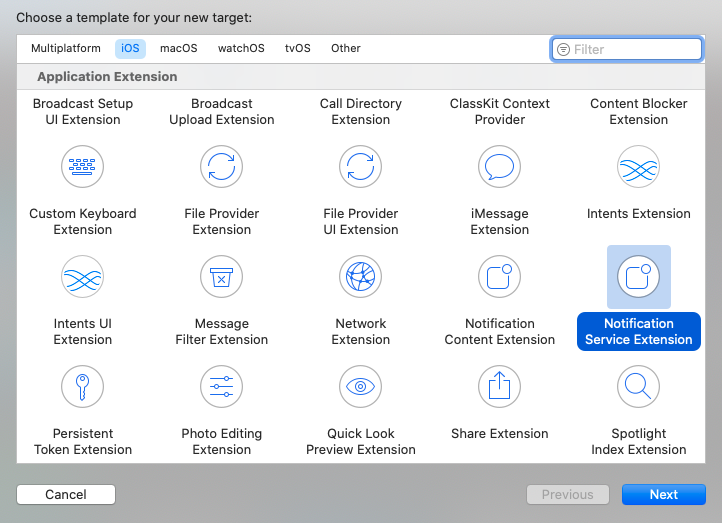 Choose a template for your new target:
Multiplatform iOS macOS watchOS tvOS Other Filter
Application Extension
Broadcast Setup UI Extension
Broadcast Upload Extension
Call Directory Extension
ClassKit Context Provider
Content Blocker Extension
Custom Keyboard Extension
File Provider Extension
File Provider UI Extension
iMessage Extension
Intents Extension
Intents UI Extension
Message Filter Extension
Network Extension
Notification Content Extension
Notification Service Extension
Persistent Token Extension
Photo Editing Extension
Quick Look Preview Extension
Share Extension
Spotlight Index Extension
Cancel Previous Next